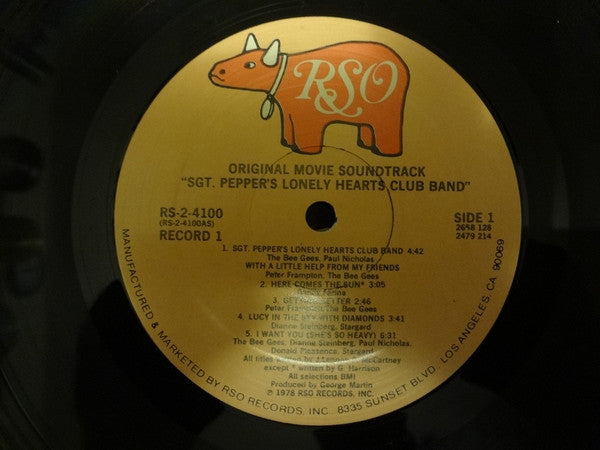 RSO
ORIGINAL MOVIE SOUNDTRACK
"SGT. PEPPER'S LONELY HEARTS CLUB BAND"
RS-2-4100
(RS-2-4100AS)
RECORD 1
SIDE 1
2658 128
2479 214
1. SGT. PEPPER'S LONELY HEARTS CLUB BAND 4:42
The Bee Gees, Paul Nicholas
WITH A LITTLE HELP FROM MY FRIENDS
Peter Frampton, The Bee Gees
2. HERE COMES THE SUN* 3:05
Farina
3. GETTING BETTER 2:46
Peter Frampton, The Bee Gees
4. LUCY IN THE SKY WITH DIAMONDS 3:41
Dianne Steinberg, Stargard
5. I WANT YOU (SHE'S SO HEAVY) 6:31
The Bee Gees, Dianne Steinberg, Paul Nicholas,
Donald Pleasence, Stargard
All titles written by J. Lennon/P. McCartney
except * written by G. Harrison
All selections BMI
Produced by George Martin
℗ 1978 RSO RECORDS, INC.
MANUFACTURED & MARKETED BY RSO RECORDS, INC. 8335 SUNSET BLVD. LOS ANGELES, CA 90069